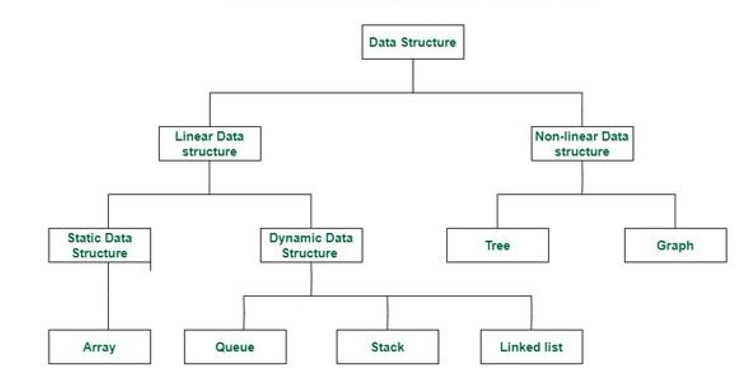 Data Structure
Linear Data
structure
Non-linear Data
structure
Static Data
Structure
Dynamic Data
Structure
Tree
Graph
Array
Queue
Stack
Linked list